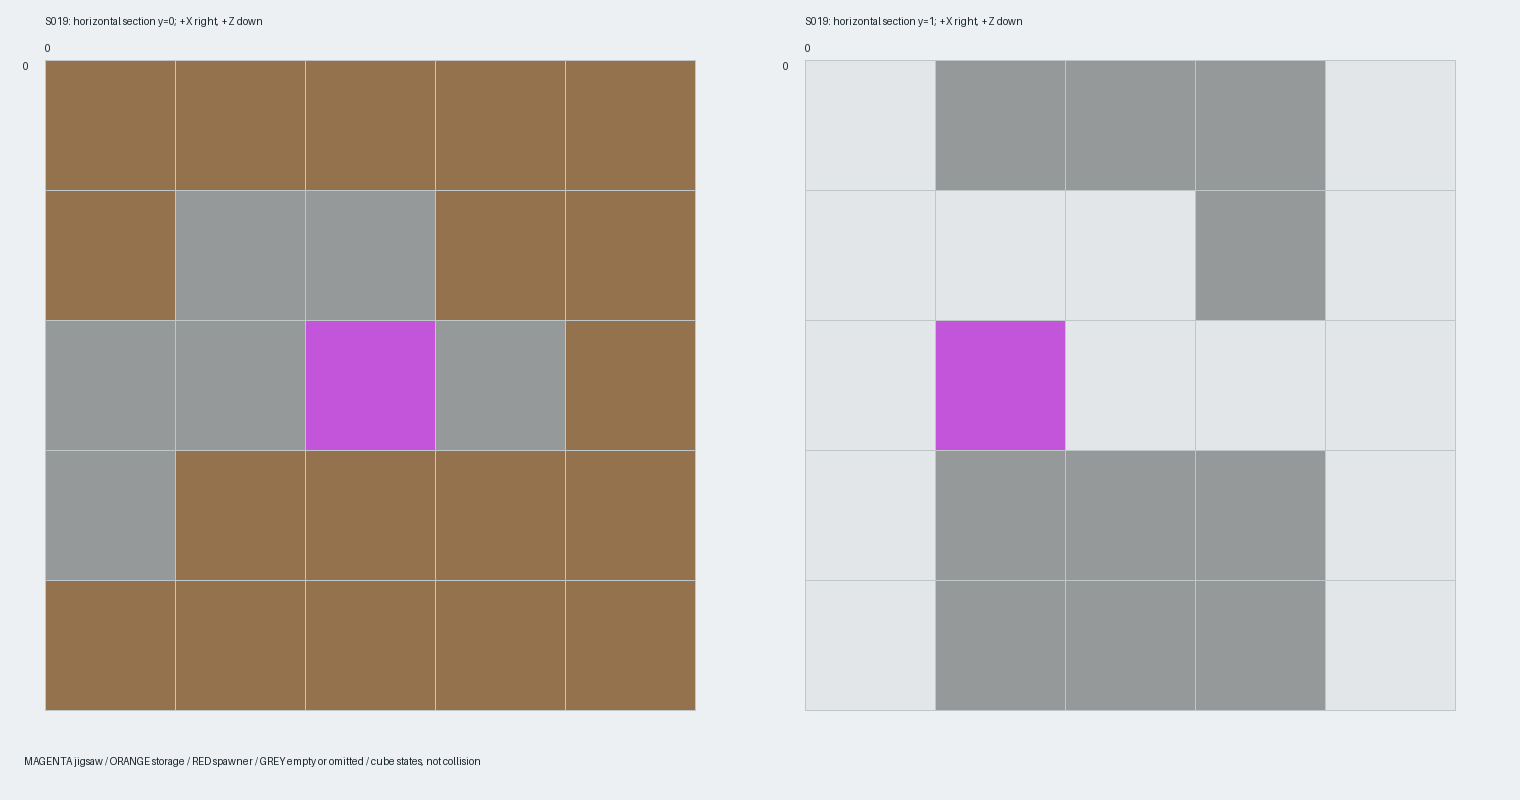 S019: horizontal section y=0; +X right, +Z down
S019: horizontal section y=1; +X right, +Z down
0
0
0
0
MAGENTA jigsaw / ORANGE storage / RED spawner / GREY empty or omitted / cube states, not collision